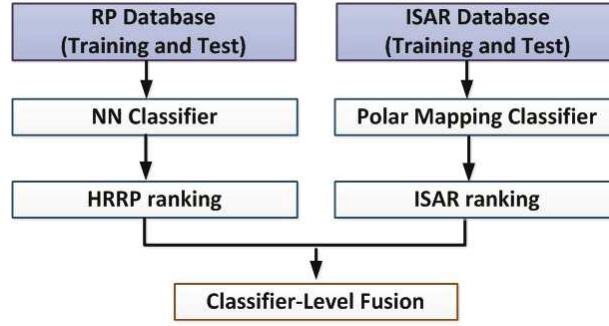 RP Database
(Training and Test)
ISAR Database
(Training and Test)
NN Classifier
Polar Mapping Classifier
HRRP ranking
ISAR ranking
Classifier-Level Fusion